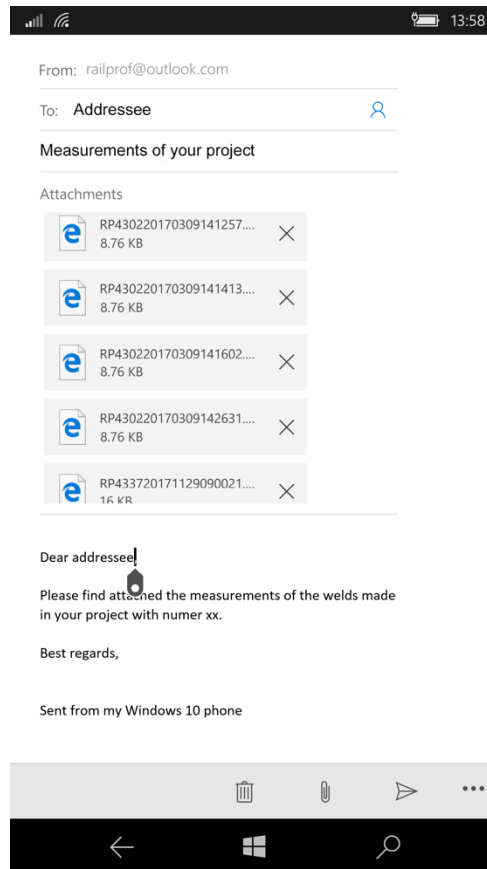 13:58
From: railprof@outlook.com
To: Addressee
Measurements of your project
Attachments
RP430220170309141257....
8.76 KB
RP430220170309141413....
8.76 KB
RP430220170309141602....
8.76 KB
RP430220170309142631....
8.76 KB
RP433720171129090021....
16 KB
Dear addressee,
Please find attached the measurements of the welds made
in your project with numer xx.
Best regards,
Sent from my Windows 10 phone